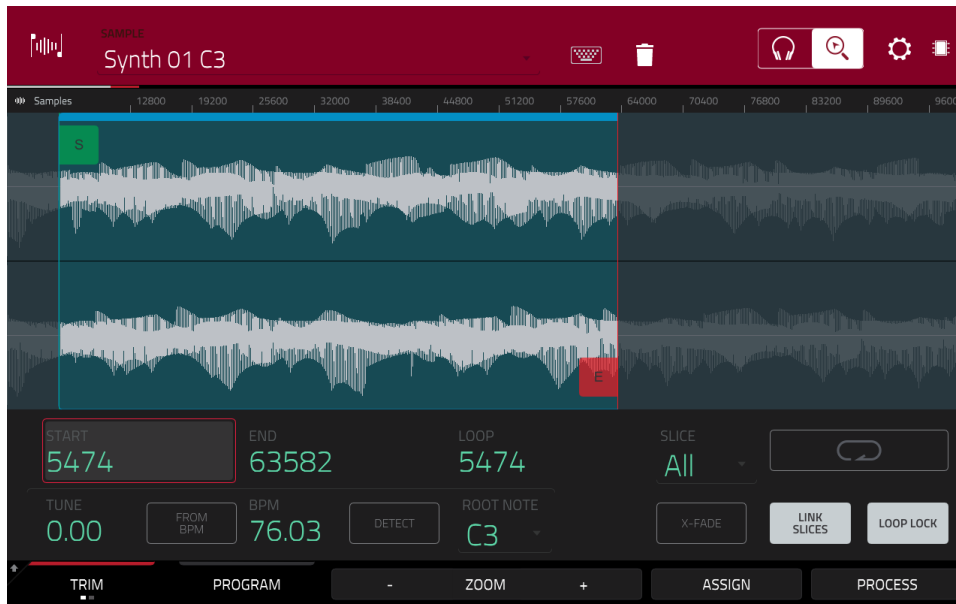 SAMPLE
Synth 01 C3
Samples 12800 19200 25600 32000 38400 44800 51200 57600 64000 70400 76800 83200 89600 9600
S
E
START END LOOP SLICE
5474 63582 5474 All
TUNE BPM ROOT NOTE
0.00 FROM BPM 76.03 DETECT C3 X-FADE LINK SLICES LOOP LOCK
TRIM PROGRAM - ZOOM + ASSIGN PROCESS